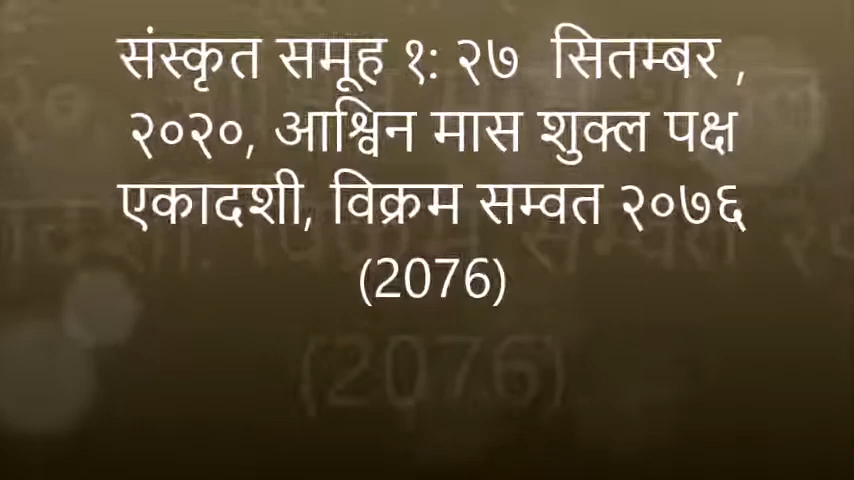 संस्कृत समूह १: २७ सितम्बर ,
२०२०, आश्विन मास शुक्ल पक्ष
एकादशी, विक्रम सम्वत २०७६
(2076)